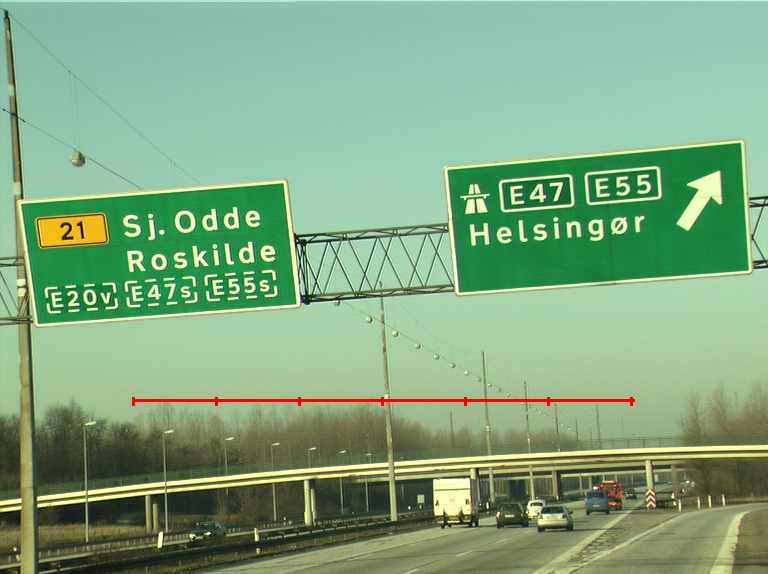 21 Sj. Odde
Roskilde
E20v E47s E55s
E47 E55
Helsingør